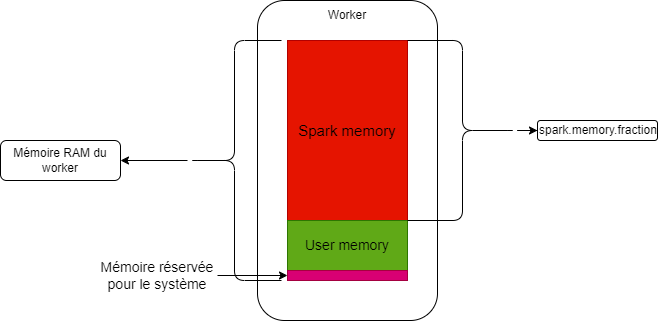 Worker
Spark memory
spark.memory.fraction
Mémoire RAM du
worker
User memory
Mémoire réservée
pour le système